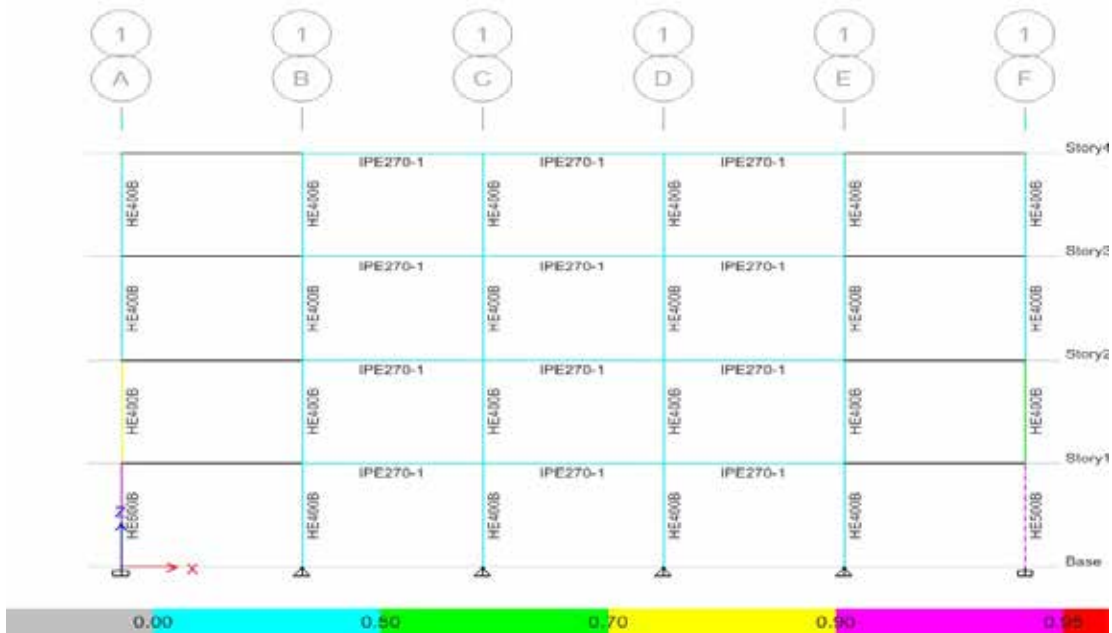 1 1 1 1 1 1
A B C D E F
Story4
IPE270-1 IPE270-1 IPE270-1
HE400B HE400B HE400B HE400B HE400B HE400B
Story3
IPE270-1 IPE270-1 IPE270-1
HE400B HE400B HE400B HE400B HE400B HE400B
Story2
IPE270-1 IPE270-1 IPE270-1
HE400B HE400B HE400B HE400B HE400B HE400B
Story1
IPE270-1 IPE270-1 IPE270-1
HE600B HE400B HE400B HE400B HE400B HE500B
Z
X
Base
0.00 0.50 0.70 0.90 0.95